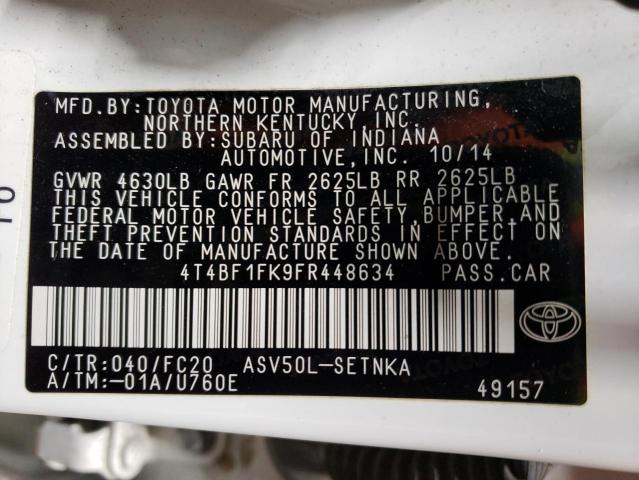 MFD.BY:TOYOTA MOTOR MANUFACTURING,
NORTHERN KENTUCKY, INC.
ASSEMBLED BY:SUBARU OF INDIANA
AUTOMOTIVE,INC. 10/14
GVWR 4630LB GAWR FR 2625LB RR 2625LB
THIS VEHICLE CONFORMS TO ALL APPLICABLE
FEDERAL MOTOR VEHICLE SAFETY,BUMPER,AND
THEFT PREVENTION STANDARDS IN EFFECT ON
THE DATE OF MANUFACTURE SHOWN ABOVE.
4T4BF1FK9FR448634 PASS.CAR
C/TR:040/FC20 ASV50L-SETNKA
A/TM:-01A/U760E
49157